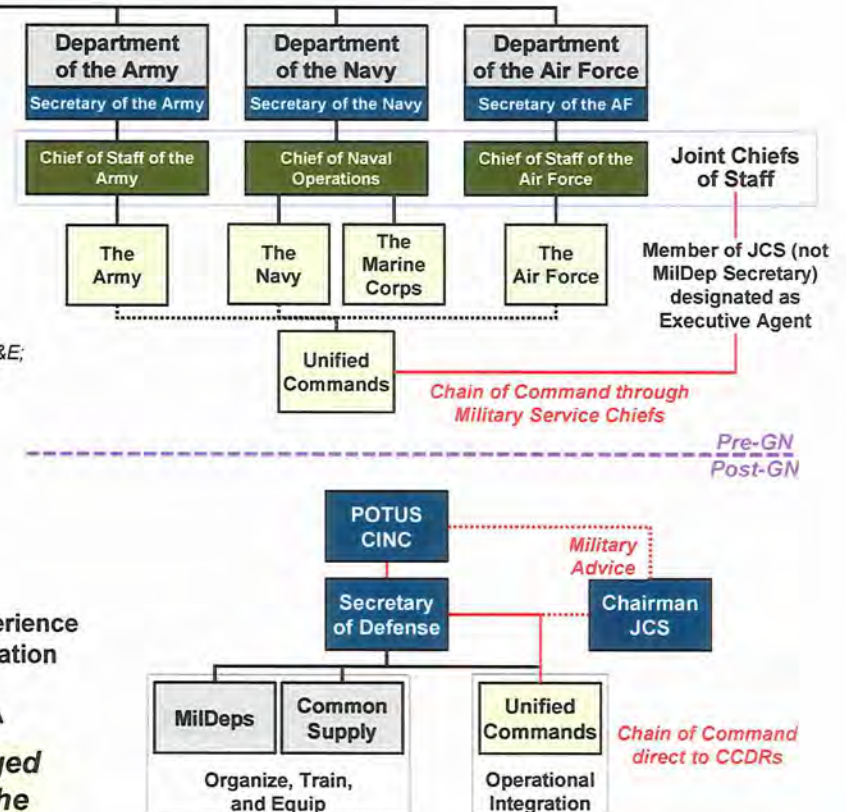 Department
of the Army
Secretary of the Army
Department
of the Navy
Secretary of the Navy
Department
of the Air Force
Secretary of the AF
Chief of Staff of the
Army
Chief of Naval
Operations
Chief of Staff of the
Air Force
Joint Chiefs
of Staff
The
Army
The
Navy
The
Marine
Corps
The
Air Force
Member of JCS (not
MilDep Secretary)
designated as
Executive Agent
&E;
Unified
Commands
Chain of Command through
Military Service Chiefs
Pre-GN
Post-GN
POTUS
CINC
Military
Advice
Secretary
of Defense
Chairman
JCS
erience
ation
ged
he
MilDeps
Common
Supply
Organize, Train,
and Equip
Unified
Commands
Operational
Integration
Chain of Command
direct to CCDRs